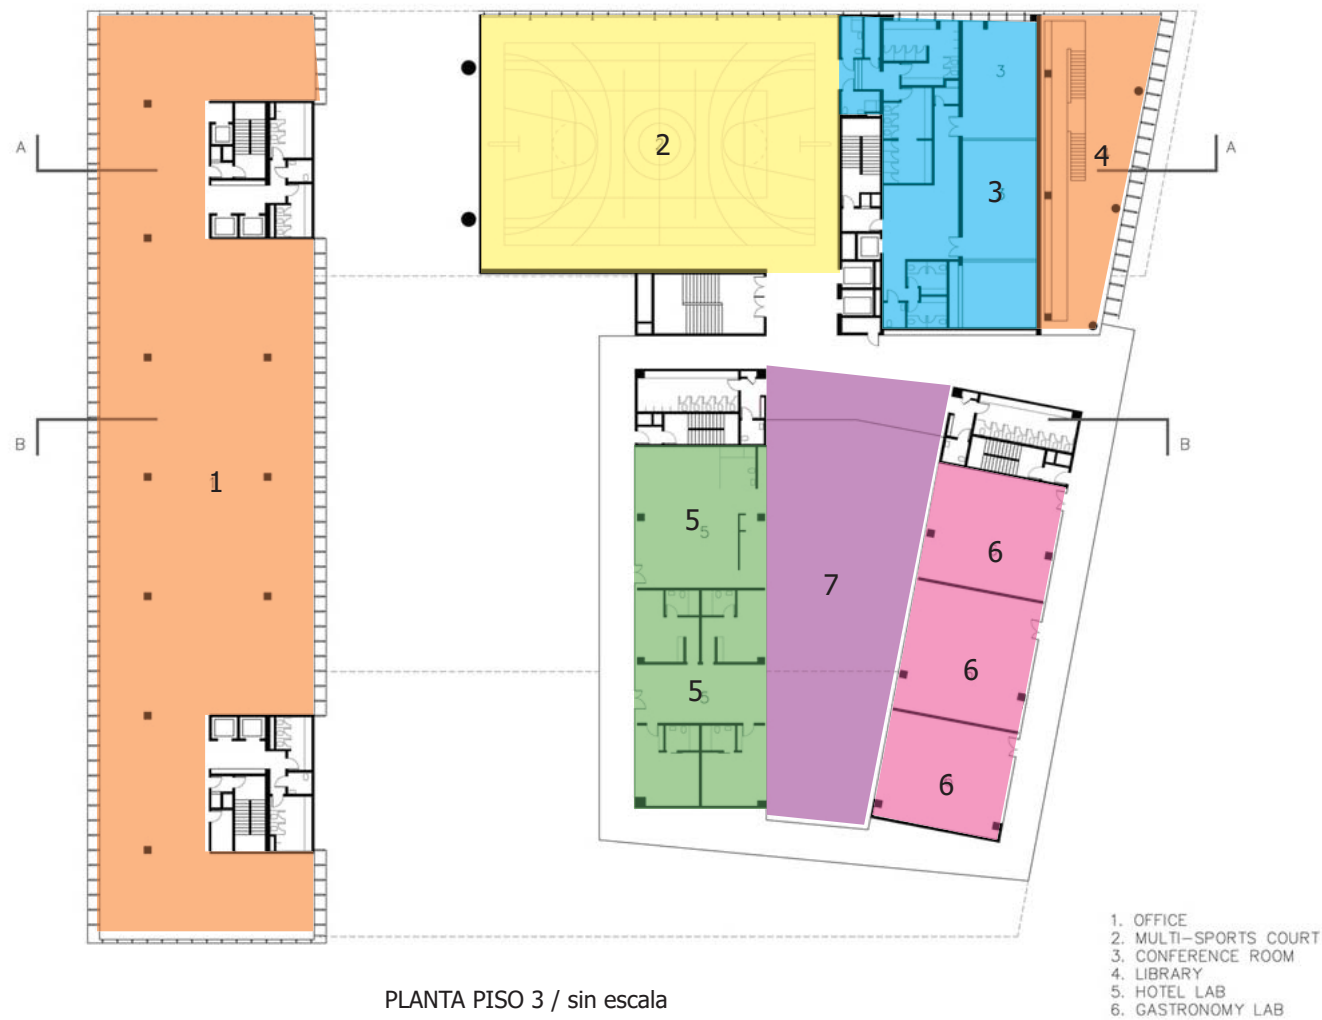 A
A
B
B
1
2
3
3
4
5
5
5
5
6
6
6
7
1. OFFICE
2. MULTI-SPORTS COURT
3. CONFERENCE ROOM
4. LIBRARY
5. HOTEL LAB
6. GASTRONOMY LAB
PLANTA PISO 3 / sin escala